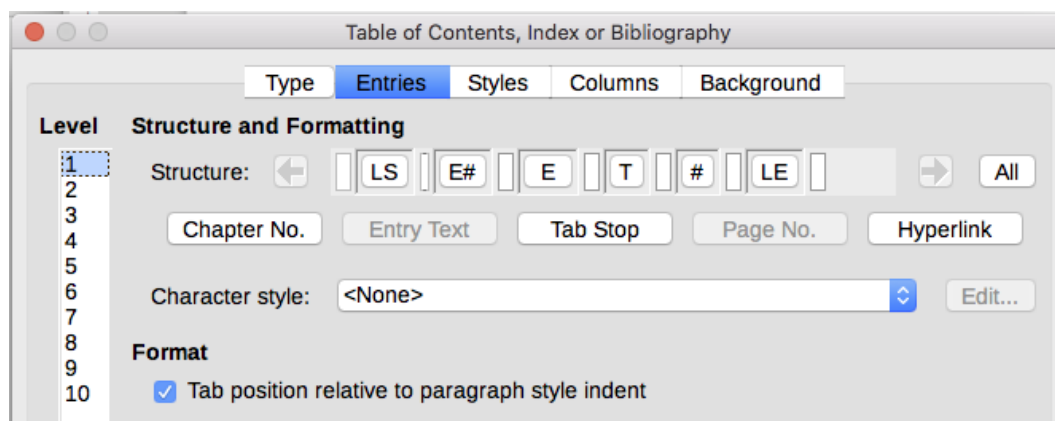 Table of Contents, Index or Bibliography
Type Entries Styles Columns Background
Level Structure and Formatting
1
2
3
4
5
6
7
8
9
10
Structure: LS E# E T # LE All
Chapter No. Entry Text Tab Stop Page No. Hyperlink
Character style: <None> Edit...
Format
Tab position relative to paragraph style indent